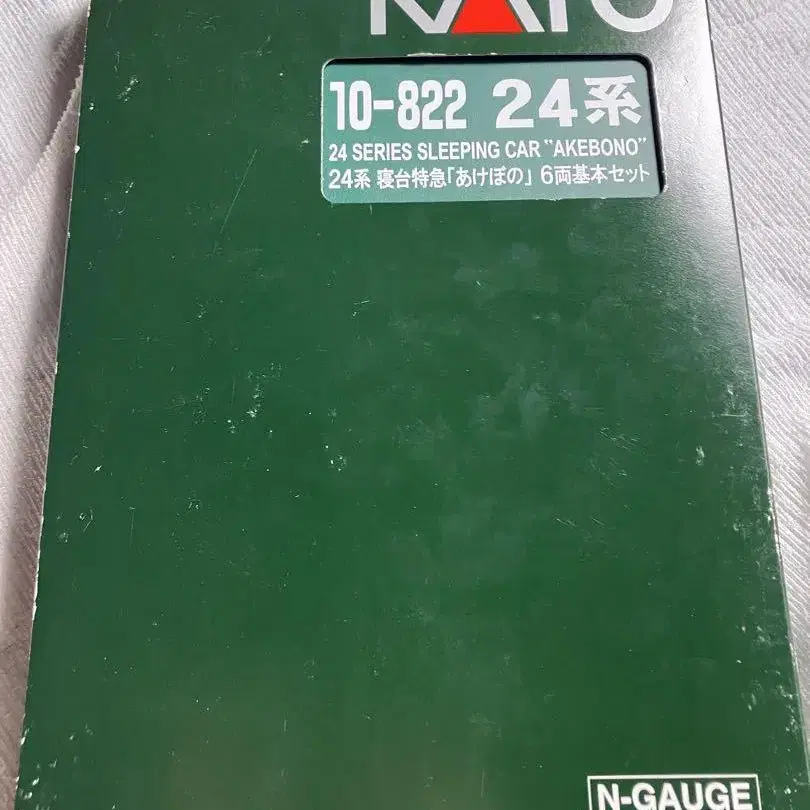 KATO
10-822 24系
24 SERIES SLEEPING CAR "AKEBONO"
24系 寝台特急「あけぼの」6両基本セット
N-GAUGE